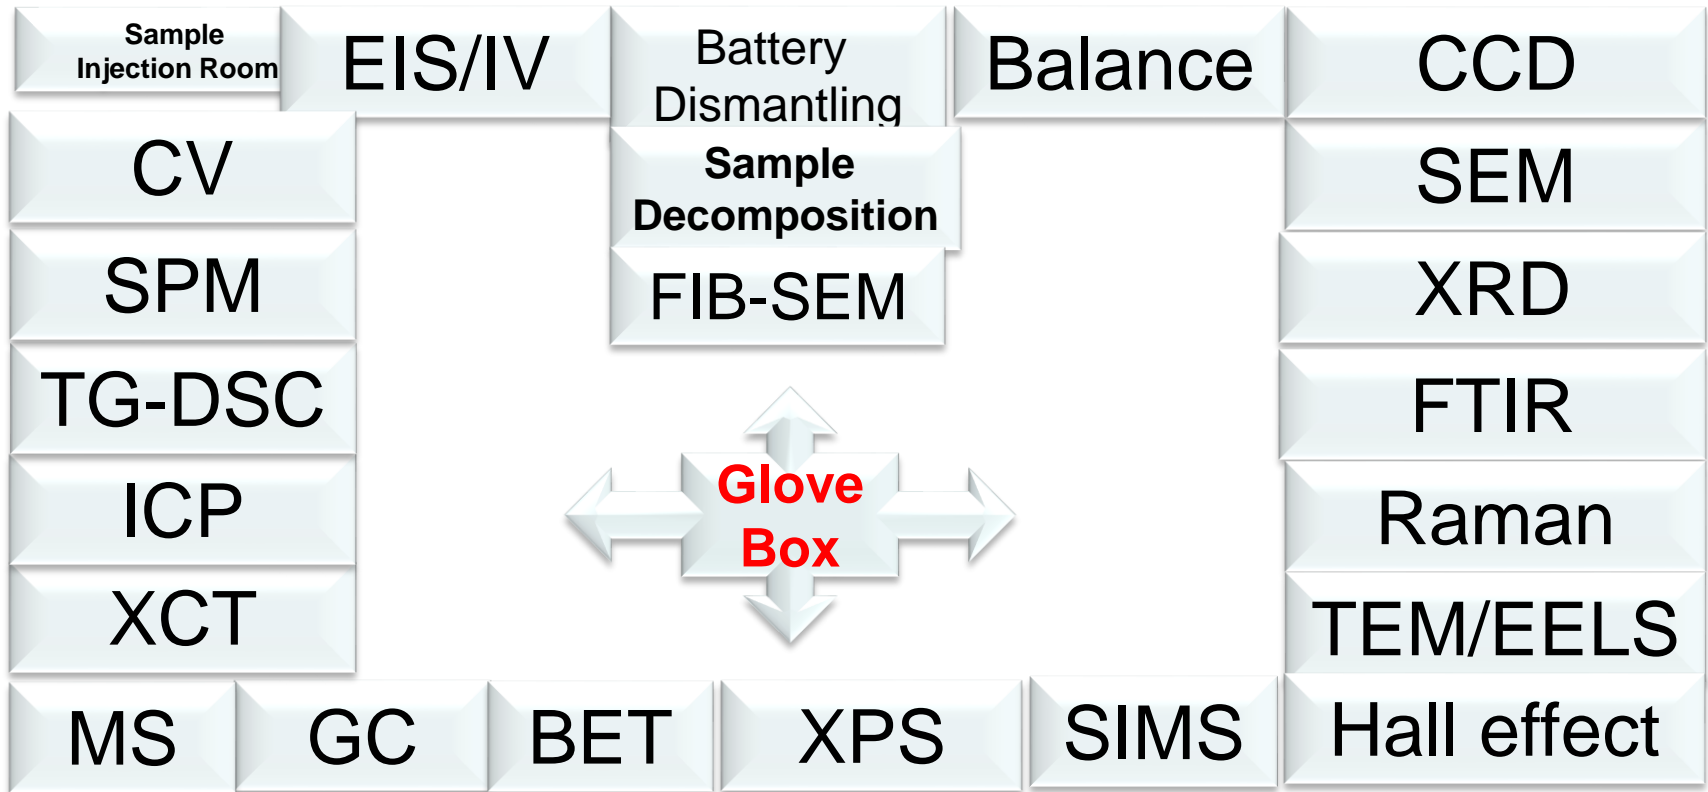 Sample
Injection Room
EIS/IV
Battery
Dismantling
Balance
CCD
CV
Sample
Decomposition
SEM
SPM
FIB-SEM
XRD
TG-DSC
FTIR
Glove
Box
ICP
Raman
XCT
TEM/EELS
MS
GC
BET
XPS
SIMS
Hall effect